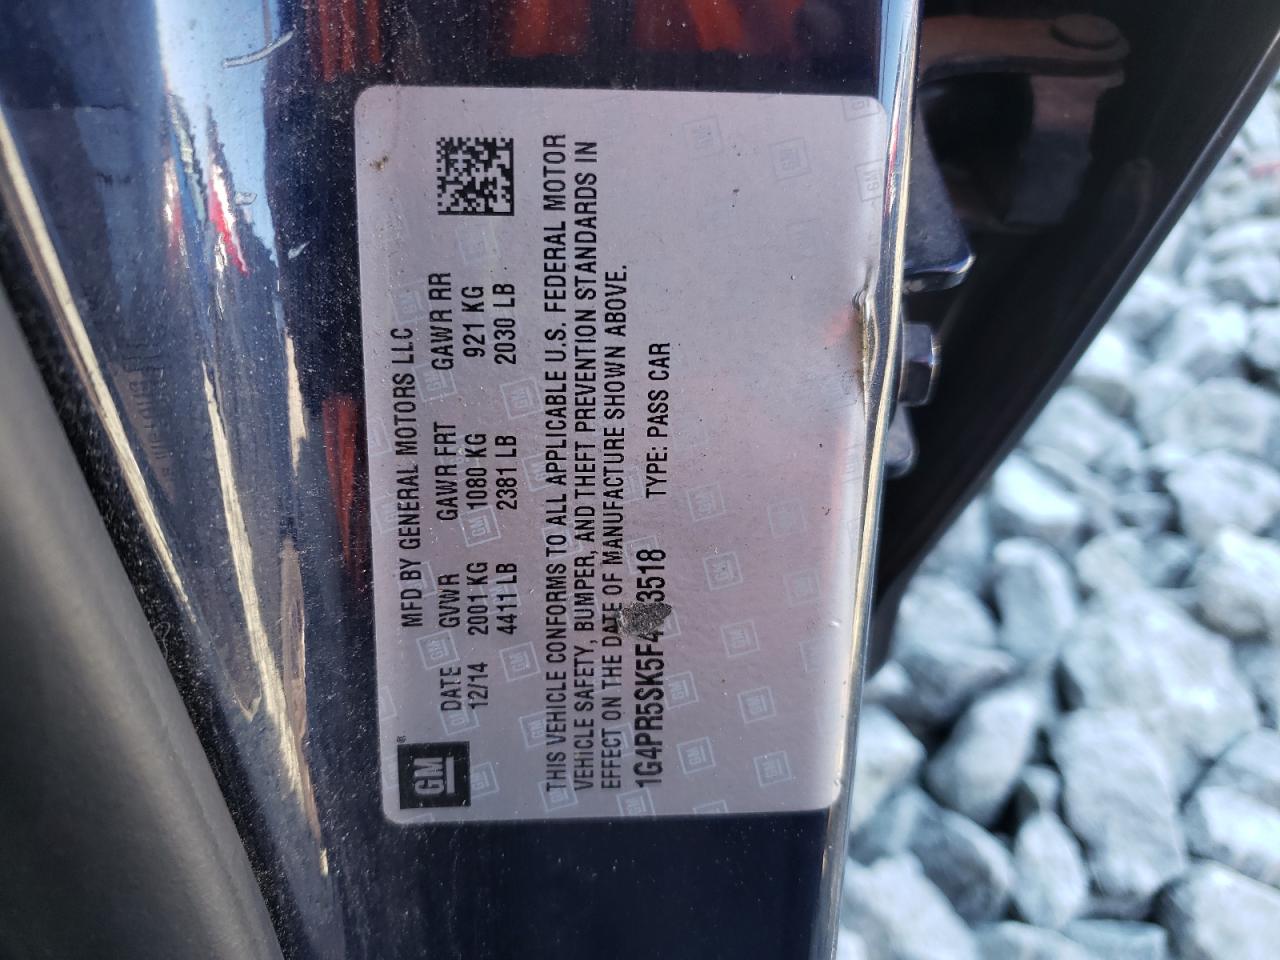 GM®
MFD BY GENERAL MOTORS LLC
DATE GVWR GAWR FRT GAWR RR
12/14 2001 KG 1080 KG 921 KG
4411 LB 2381 LB 2030 LB
THIS VEHICLE CONFORMS TO ALL APPLICABLE U.S. FEDERAL MOTOR
VEHICLE SAFETY, BUMPER, AND THEFT PREVENTION STANDARDS IN
EFFECT ON THE DATE OF MANUFACTURE SHOWN ABOVE.
TYPE: PASS CAR